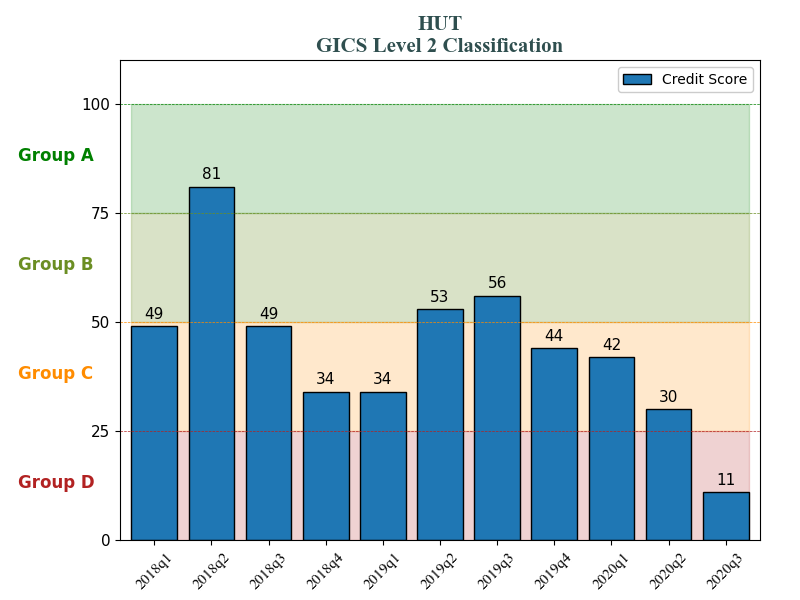 HUT
GICS Level 2 Classification
Credit Score
100
75
50
25
0
Group A
Group B
Group C
Group D
49
81
49
34
34
53
56
44
42
30
11
2018q1
2018q2
2018q3
2018q4
2019q1
2019q2
2019q3
2019q4
2020q1
2020q2
2020q3